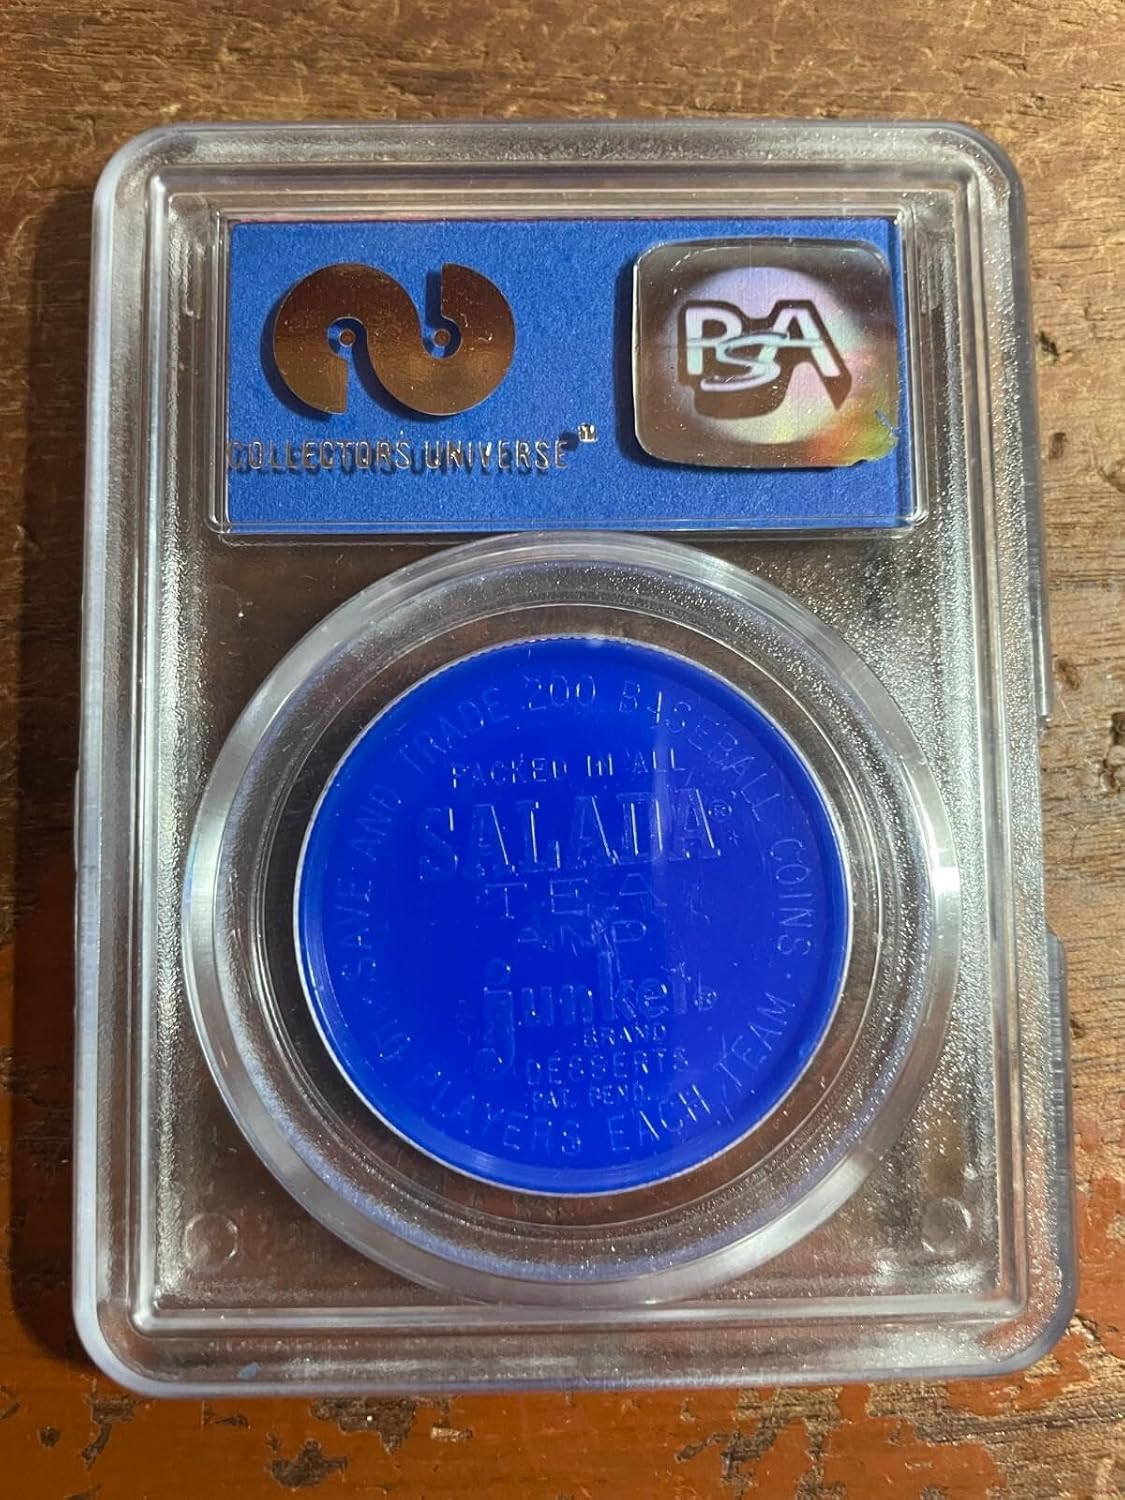 COLLECTORS UNIVERSE™
PSA
SAVE AND TRADE 200 BASEBALL COINS · 10 PLAYERS EACH TEAM ·
PACKED IN ALL
SALADA®
TEA
AND
junket®
BRAND
DESSERTS
PAT. PEND.